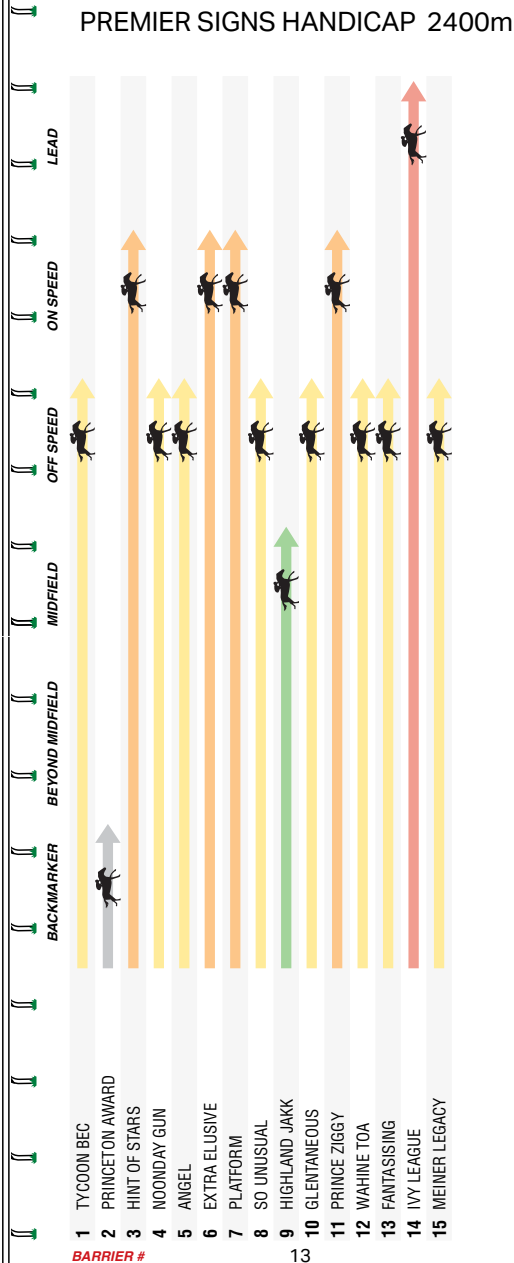 PREMIER SIGNS HANDICAP 2400m
LEAD
ON SPEED
OFF SPEED
MIDFIELD
BEYOND MIDFIELD
BACKMARKER
1 TYCOON BEC
2 PRINCETON AWARD
3 HINT OF STARS
4 NOONDAY GUN
5 ANGEL
6 EXTRA ELUSIVE
7 PLATFORM
8 SO UNUSUAL
9 HIGHLAND JAKK
10 GLENTANEOUS
11 PRINCE ZIGGY
12 WAHINE TOA
13 FANTASISING
14 IVY LEAGUE
15 MEINER LEGACY
BARRIER #
13